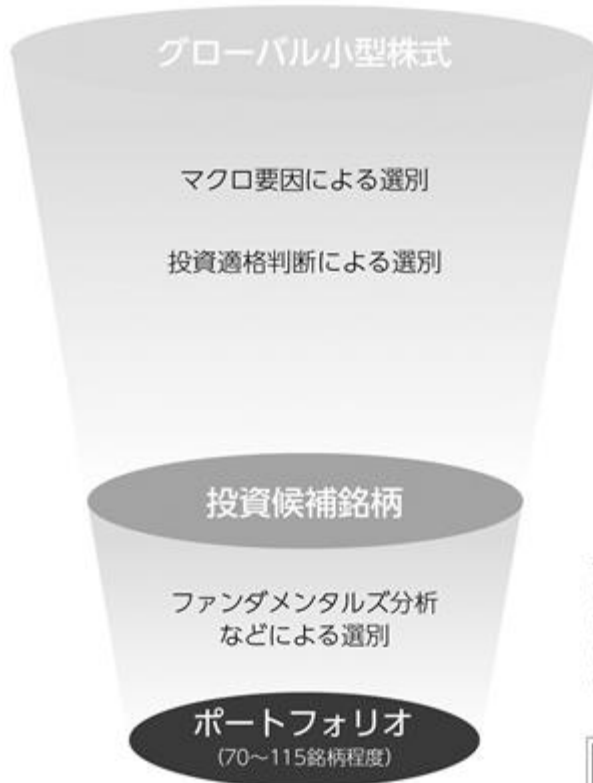 グローバル小型株式
マクロ要因による選別
投資適格判断による選別
投資候補銘柄
ファンダメンタルズ分析
などによる選別
ポートフォリオ
(70～115銘柄程度)